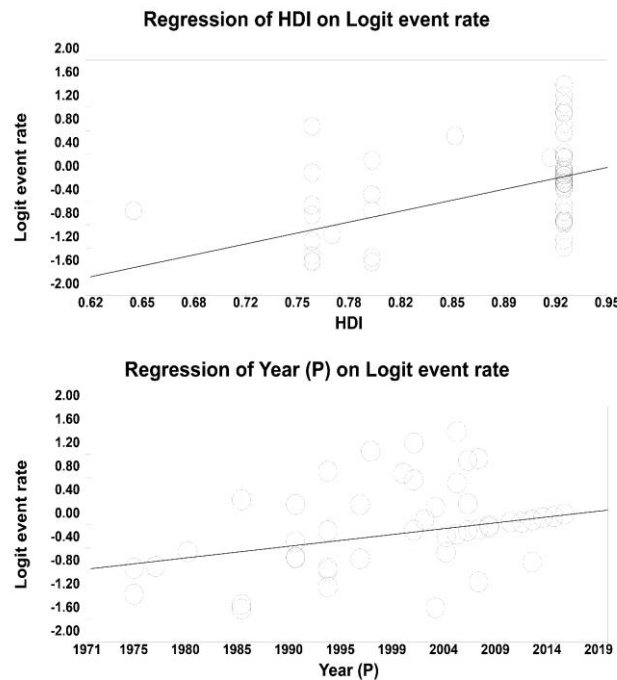 Regression of HDI on Logit event rate
2.00
1.60
1.20
0.80
0.40
0.00
-0.40
-0.80
-1.20
-1.60
-2.00
Logit event rate
0.62 0.65 0.68 0.72 0.75 0.78 0.82 0.85 0.89 0.92 0.95
HDI
Regression of Year (P) on Logit event rate
2.00
1.60
1.20
0.80
0.40
0.00
-0.40
-0.80
-1.20
-1.60
-2.00
Logit event rate
1971 1975 1980 1985 1990 1995 1999 2004 2009 2014 2019
Year (P)